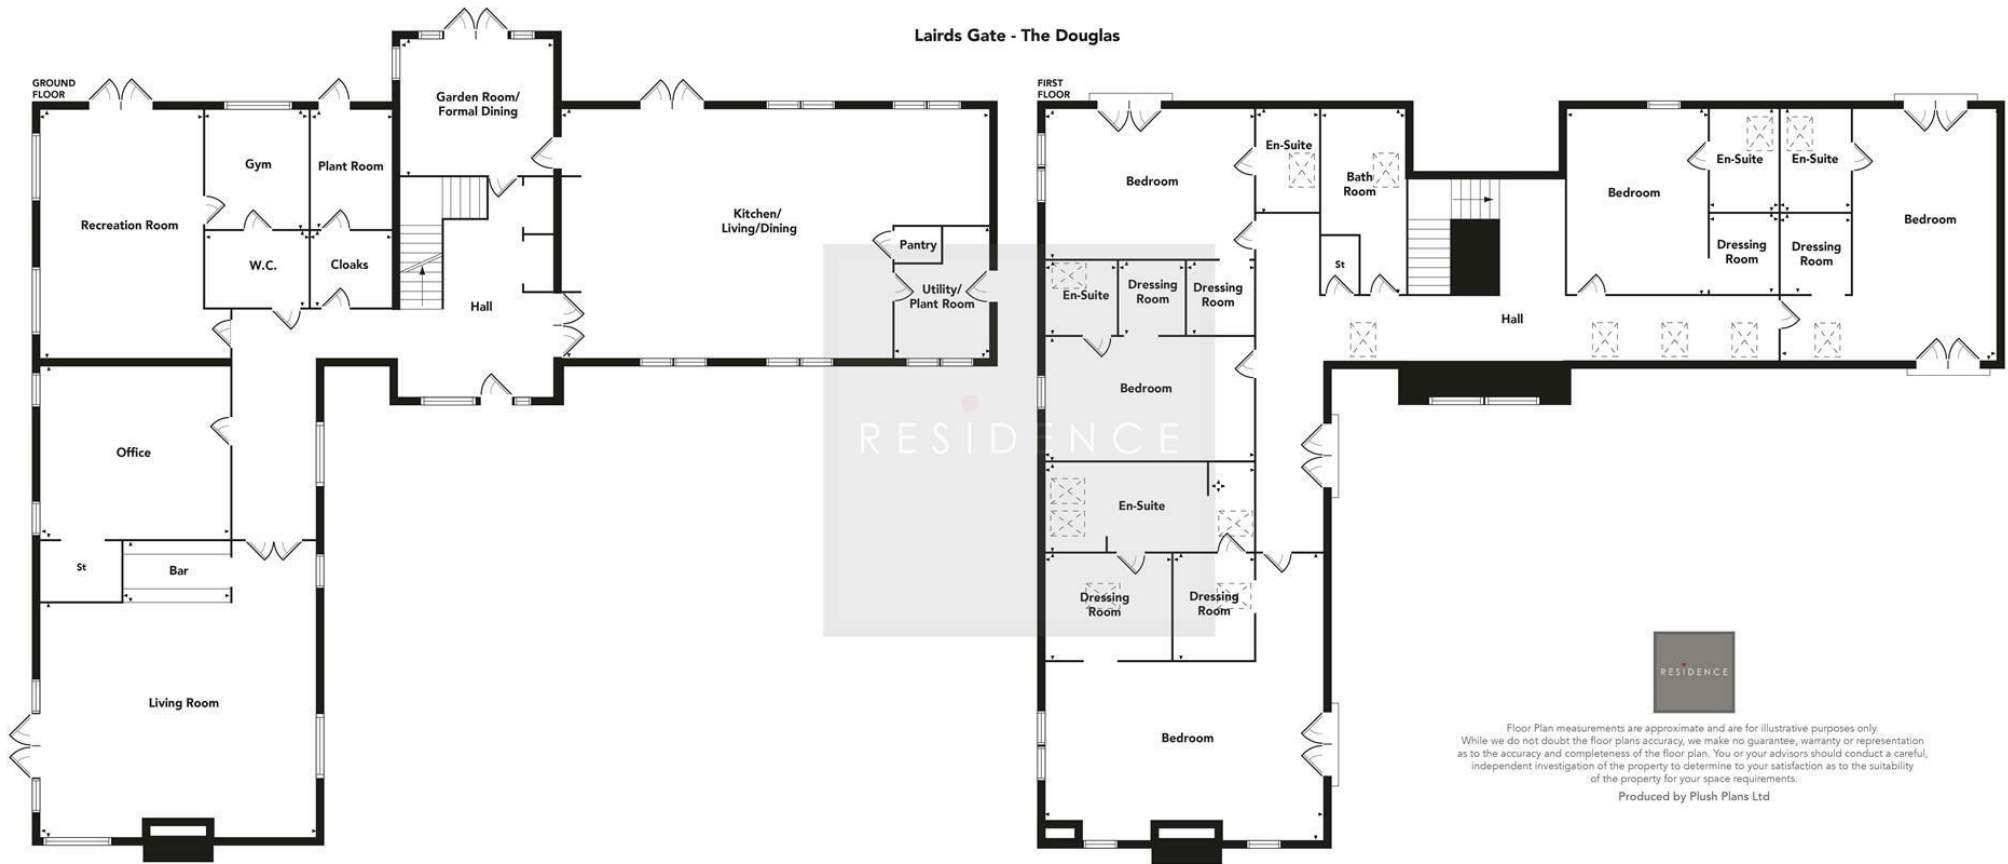 Lairds Gate - The Douglas
GROUND
FLOOR
Garden Room/
Formal Dining
Gym
Plant Room
Recreation Room
Kitchen/
Living/Dining
Pantry
W.C.
Cloaks
Utility/
Plant Room
Hall
Office
St
Bar
Living Room
FIRST
FLOOR
Bedroom
En-Suite
Bath
Room
St
En-Suite
Dressing
Room
Dressing
Room
Bedroom
En-Suite
Dressing
Room
Dressing
Room
Bedroom
Hall
Bedroom
En-Suite
En-Suite
Dressing
Room
Dressing
Room
Bedroom
RESIDENCE
RESIDENCE
Floor Plan measurements are approximate and are for illustrative purposes only.
While we do not doubt the floor plans accuracy, we make no guarantee, warranty or representation
as to the accuracy and completeness of the floor plan. You or your advisors should conduct a careful,
independent investigation of the property to determine to your satisfaction as to the suitability
of the property for your space requirements.
Produced by Plush Plans Ltd